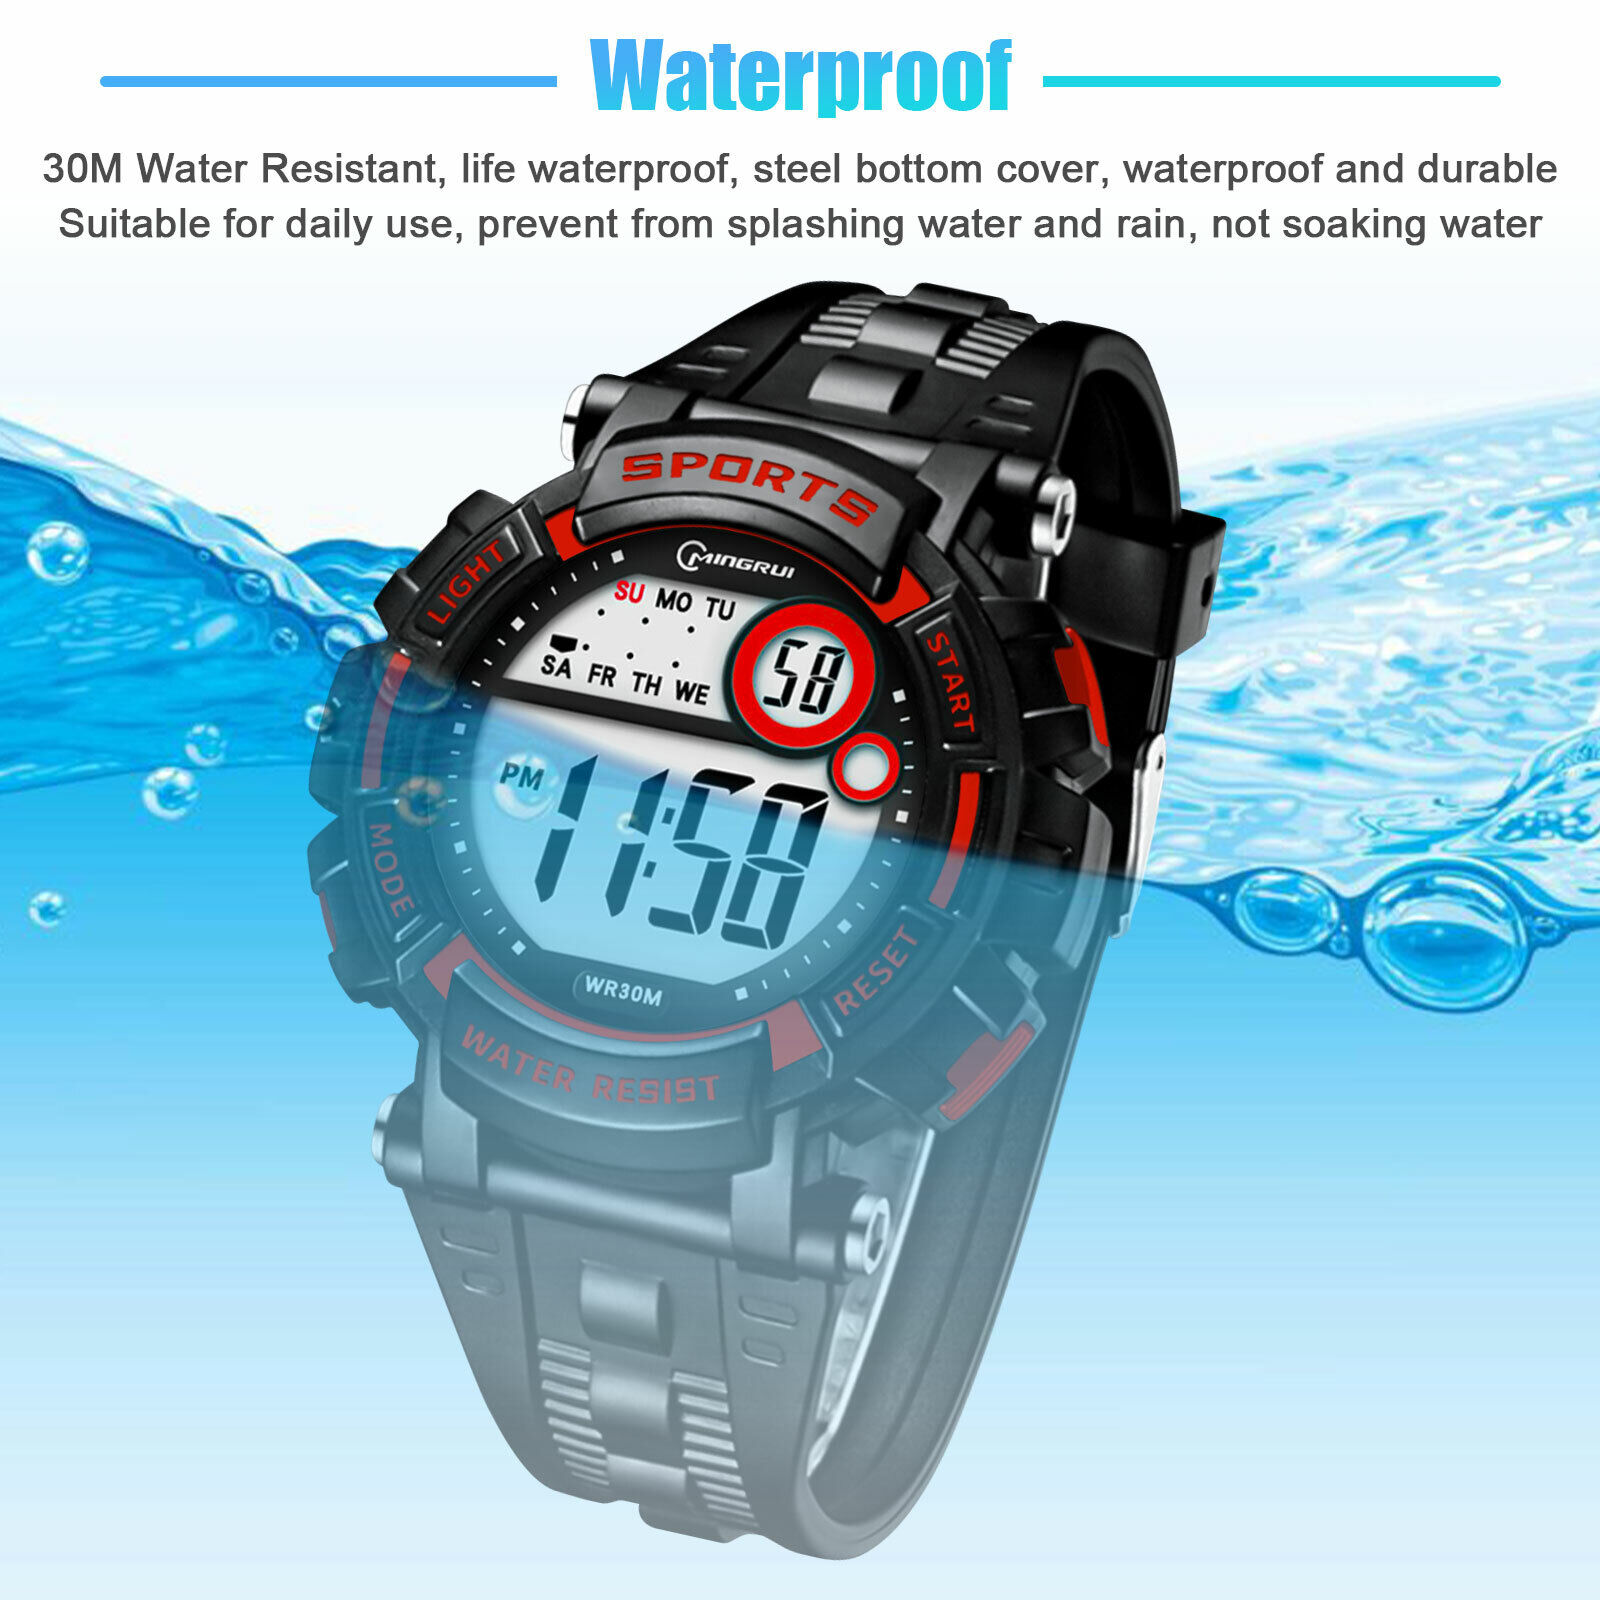 Waterproof
30M Water Resistant, life waterproof, steel bottom cover, waterproof and durable
Suitable for daily use, prevent from splashing water and rain, not soaking water
SPORTS
LIGHT
MINGRUI
SU MO TU
58
START
SA FR TH WE
PM 11:50
MODE
RESET
WR30M
WATER RESIST